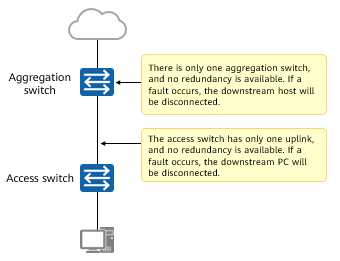 There is only one aggregation switch,
and no redundancy is available. If a
fault occurs, the downstream host will
be disconnected.
Aggregation
switch
The access switch has only one uplink,
and no redundancy is available. If a
fault occurs, the downstream PC will
be disconnected.
Access switch